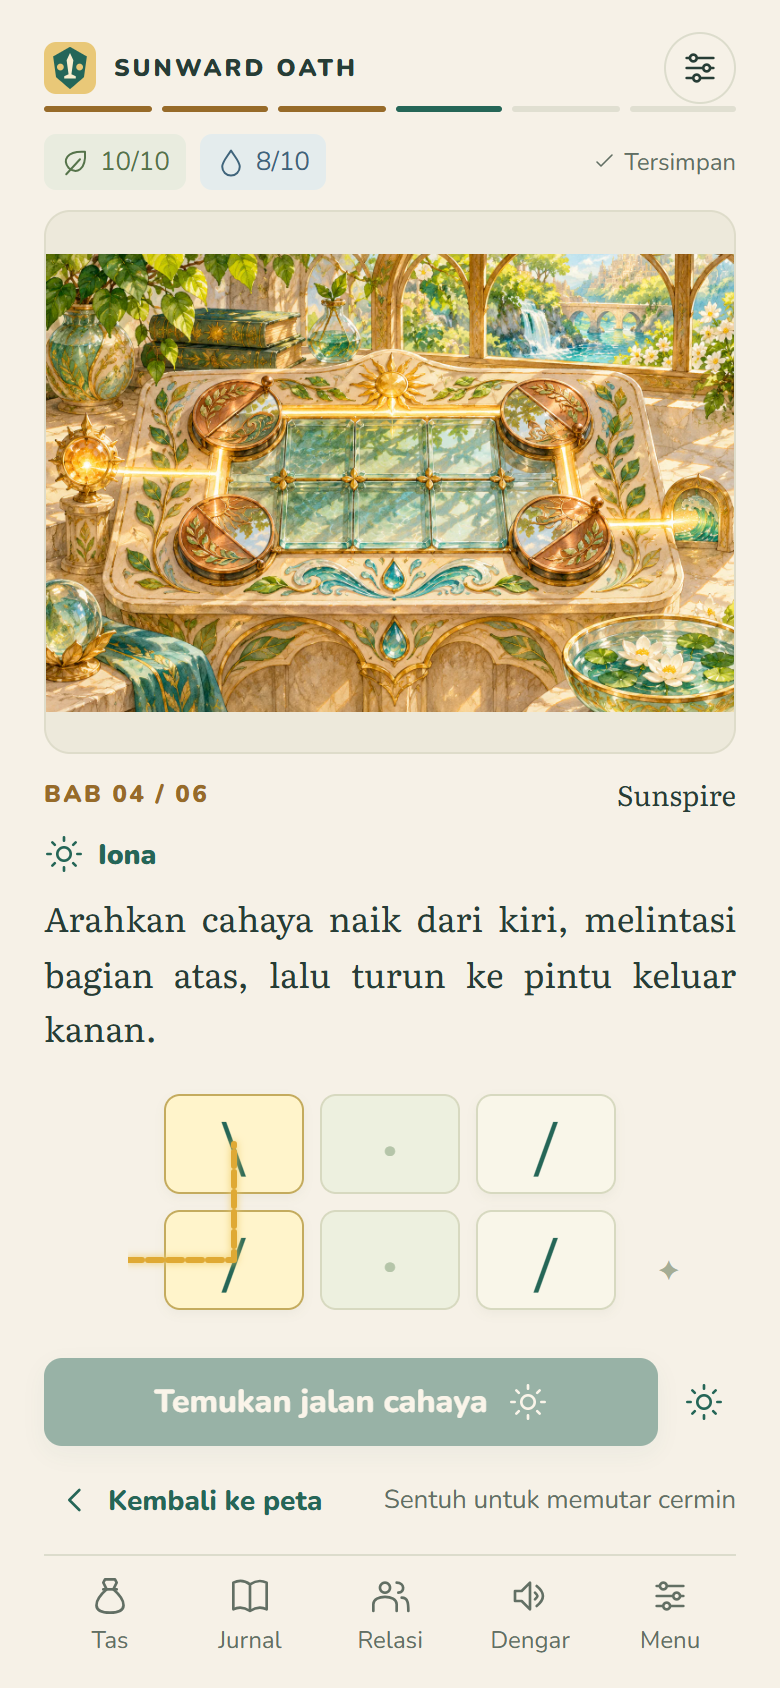 SUNWARD OATH
10/10
8/10
Tersimpan
BAB 04 / 06
Sunspire
Iona
Arahkan cahaya naik dari kiri, melintasi
bagian atas, lalu turun ke pintu keluar
kanan.
\ · /
/ · /
Temukan jalan cahaya
Kembali ke peta
Sentuh untuk memutar cermin
Tas
Jurnal
Relasi
Dengar
Menu